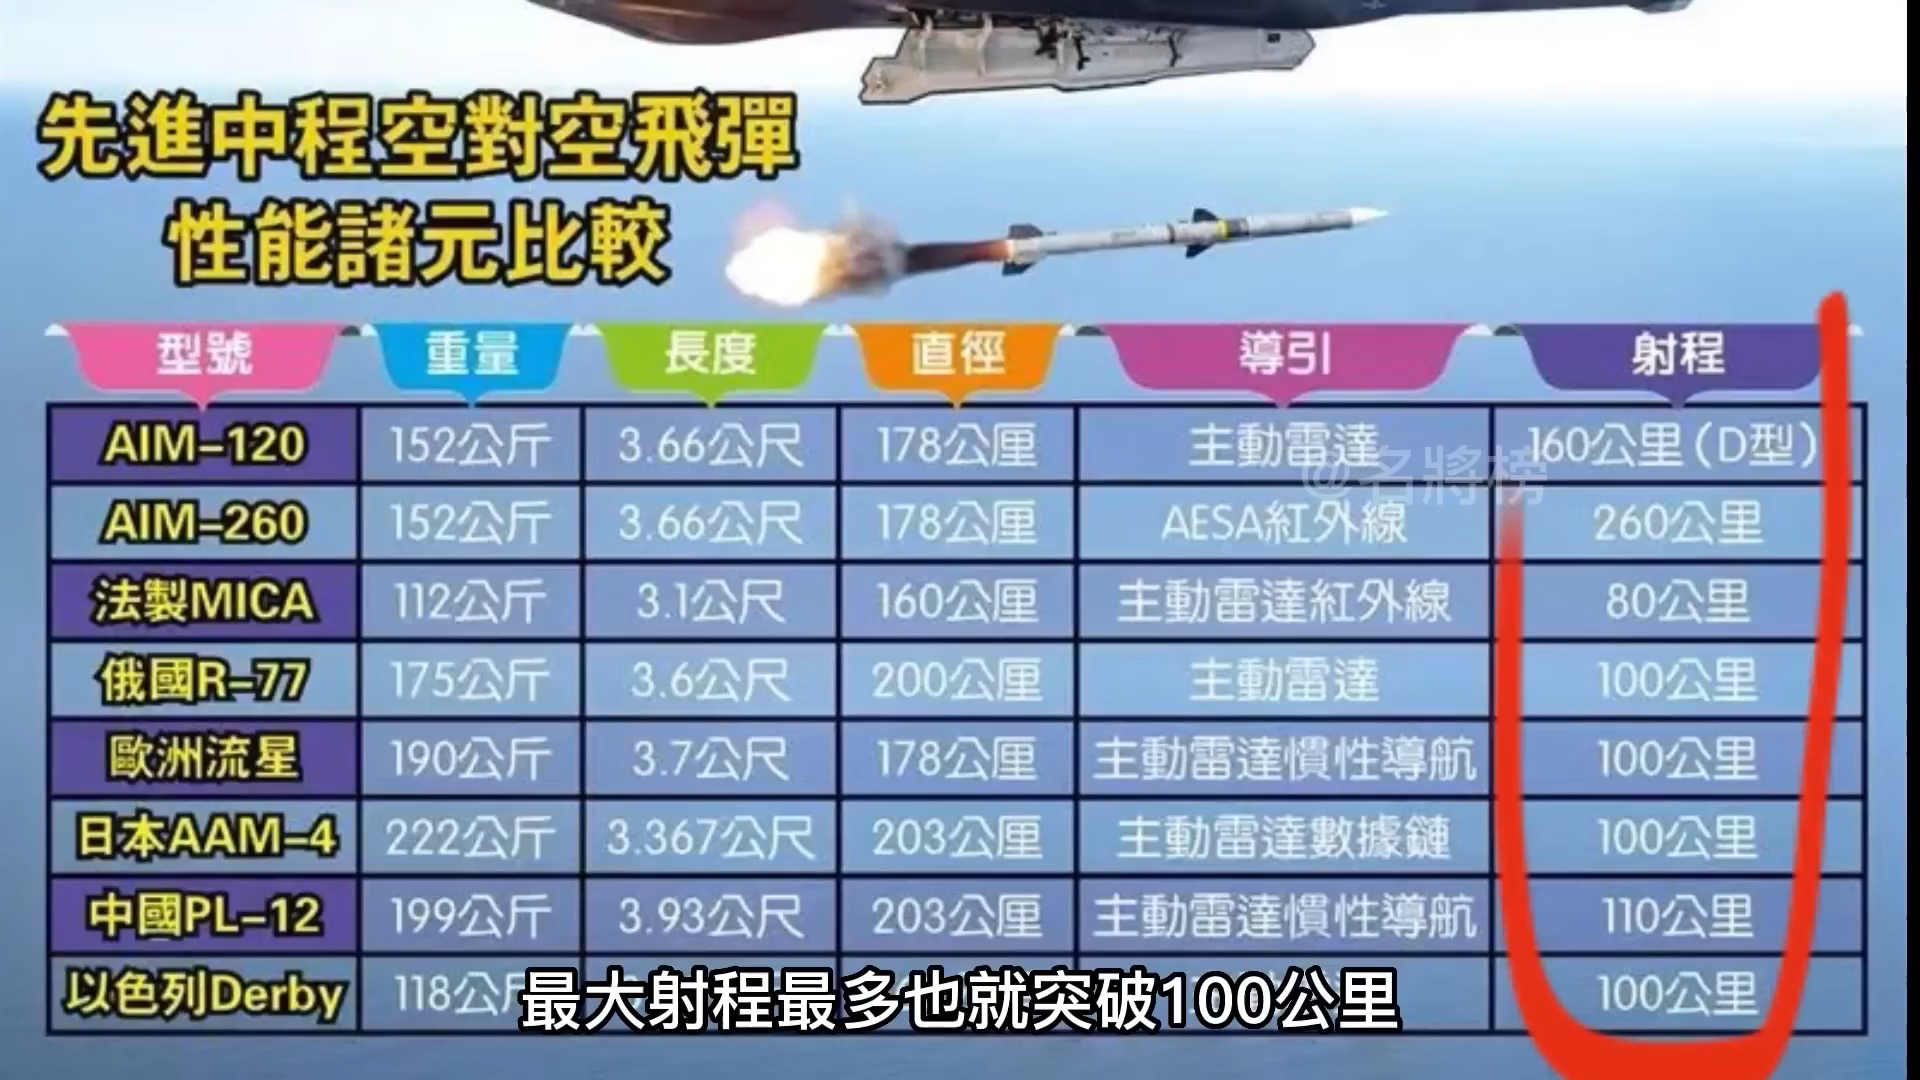 先進中程空對空飛彈
性能諸元比較
型號 重量 長度 直徑 導引 射程
AIM-120 152公斤 3.66公尺 178公厘 主動雷達 160公里(D型)
@名將榜
AIM-260 152公斤 3.66公尺 178公厘 AESA紅外線 260公里
法製MICA 112公斤 3.1公尺 160公厘 主動雷達紅外線 80公里
俄國R-77 175公斤 3.6公尺 200公厘 主動雷達 100公里
歐洲流星 190公斤 3.7公尺 178公厘 主動雷達慣性導航 100公里
日本AAM-4 222公斤 3.367公尺 203公厘 主動雷達數據鏈 100公里
中國PL-12 199公斤 3.93公尺 203公厘 主動雷達慣性導航 110公里
以色列Derby 118公斤 100公里
最大射程最多也就突破100公里